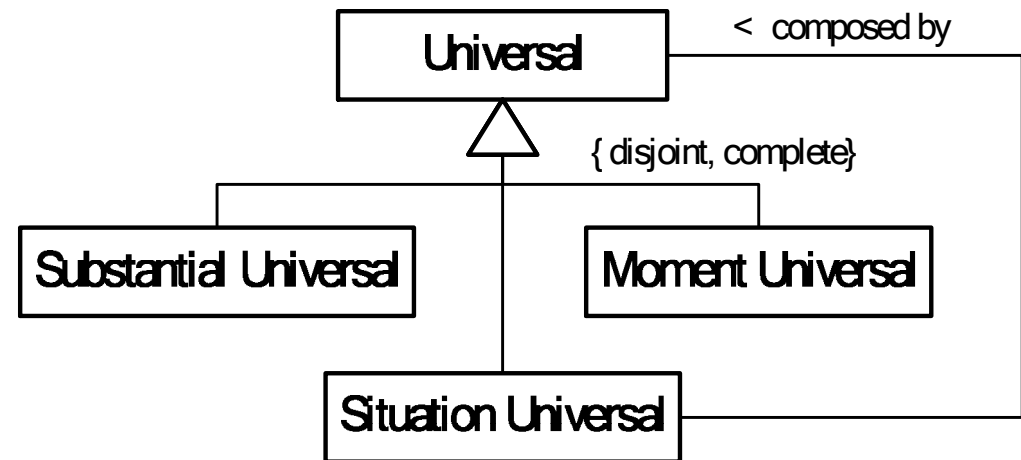 < composed by
Universal
{ disjoint, complete}
Substantial Universal
Moment Universal
Situation Universal